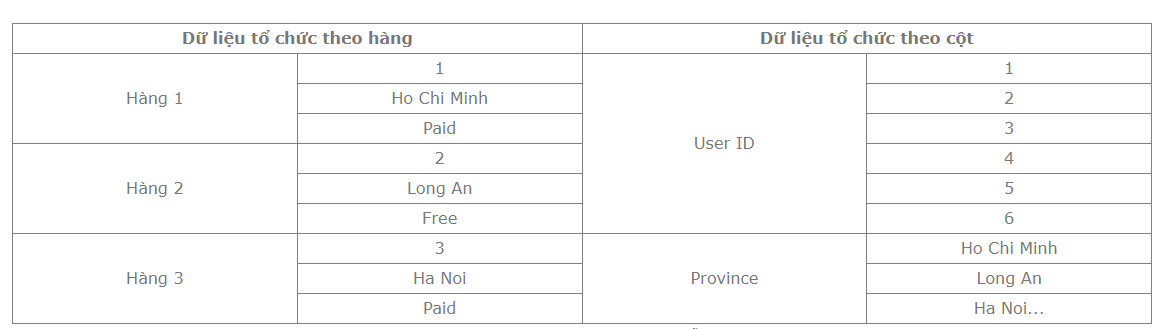 Dữ liệu tổ chức theo hàng Dữ liệu tổ chức theo cột
Hàng 1 1 User ID 1
Ho Chi Minh 2
Paid 3
Hàng 2 2 4
Long An 5
Free 6
Hàng 3 3 Province Ho Chi Minh
Ha Noi Long An
Paid Ha Noi...